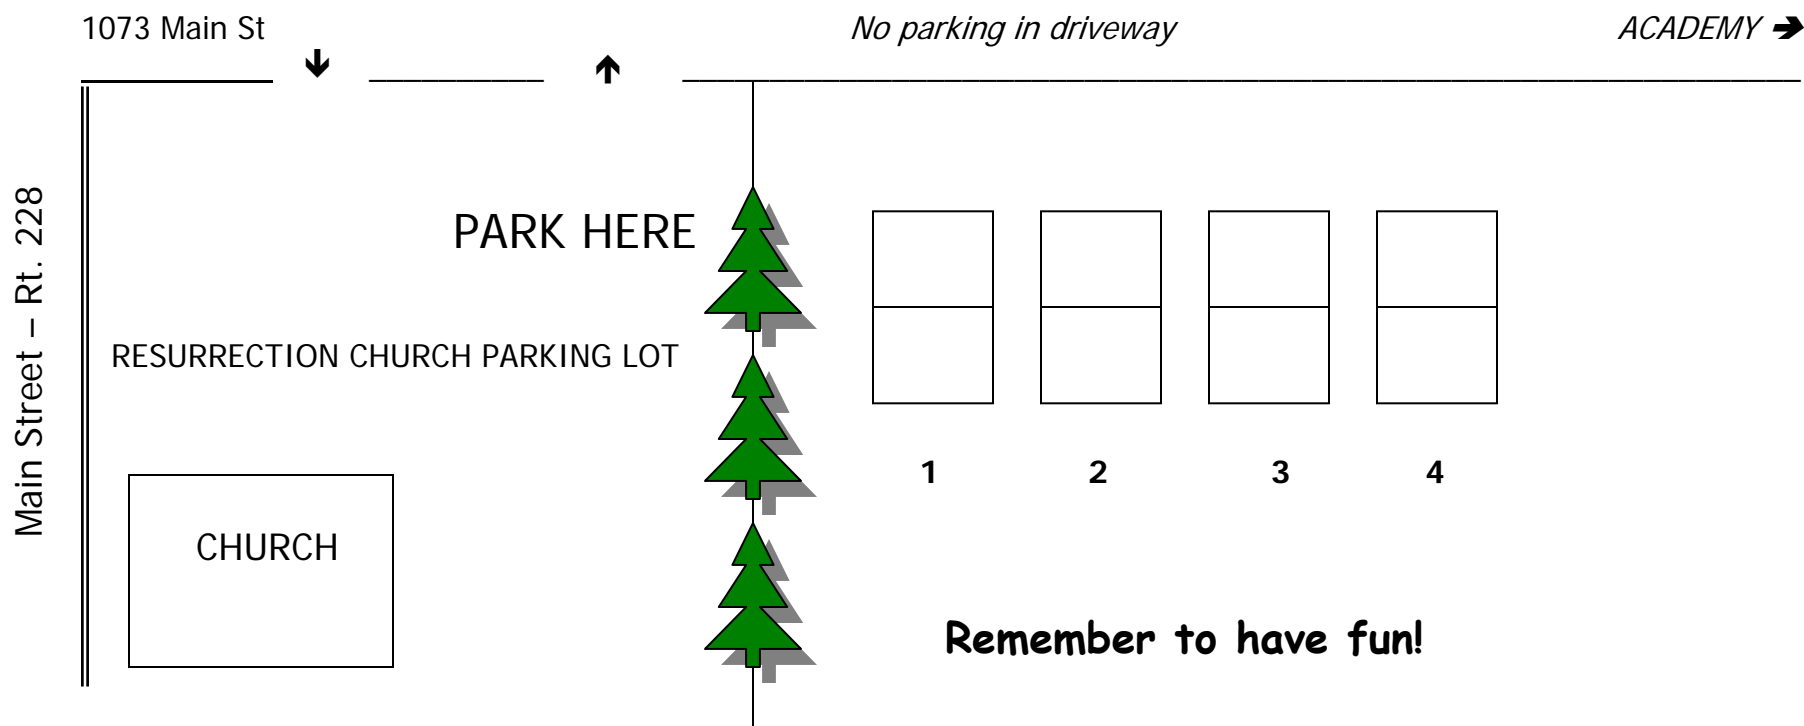 1073 Main St
No parking in driveway
ACADEMY
Main Street – Rt. 228
PARK HERE
RESURRECTION CHURCH PARKING LOT
1 2 3 4
CHURCH
Remember to have fun!